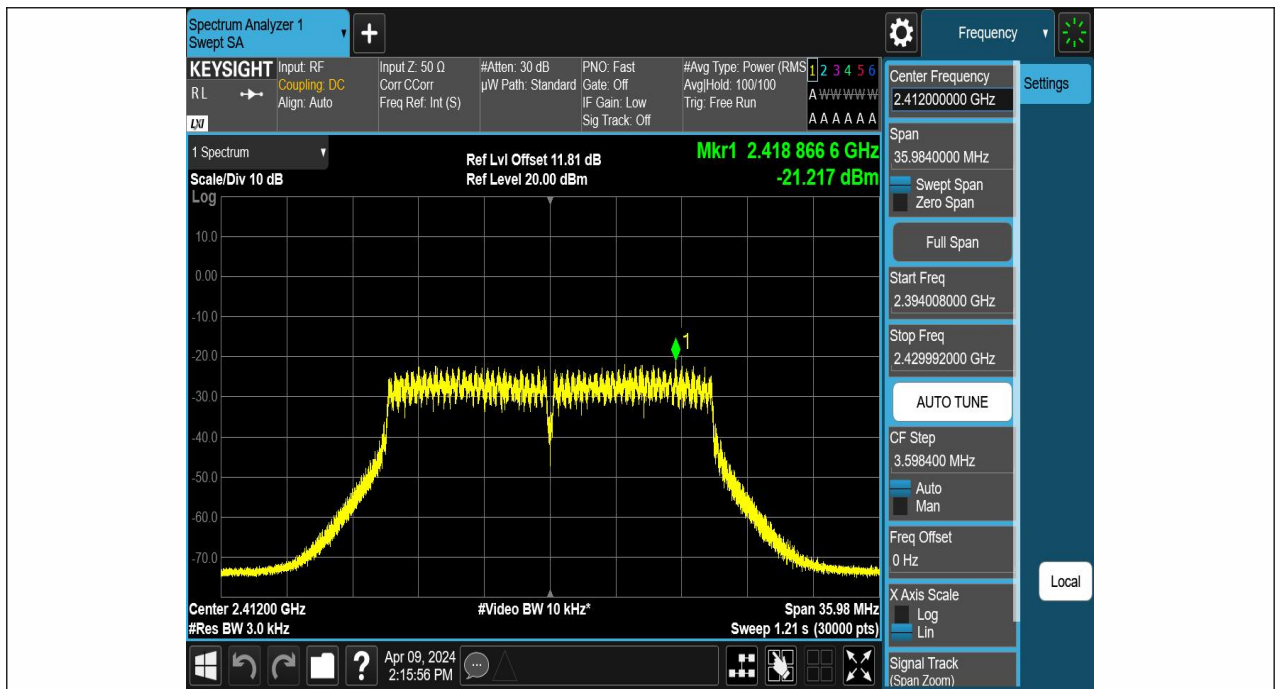 Spectrum Analyzer 1
Swept SA
+
Frequency
KEYSIGHT
RL
LXI
Input: RF
Coupling: DC
Align: Auto
Input Z: 50 Ω
Corr CCorr
Freq Ref: Int (S)
#Atten: 30 dB
µW Path: Standard
PNO: Fast
Gate: Off
IF Gain: Low
Sig Track: Off
#Avg Type: Power (RMS
Avg|Hold: 100/100
Trig: Free Run
1 2 3 4 5 6
A W W W W W
A A A A A A
1 Spectrum
Scale/Div 10 dB
Ref Lvl Offset 11.81 dB
Ref Level 20.00 dBm
Mkr1 2.418 866 6 GHz
-21.217 dBm
Log
10.0
0.00
-10.0
-20.0
-30.0
-40.0
-50.0
-60.0
-70.0
1
Center 2.41200 GHz
#Res BW 3.0 kHz
#Video BW 10 kHz*
Span 35.98 MHz
Sweep 1.21 s (30000 pts)
Center Frequency
2.412000000 GHz
Span
35.9840000 MHz
Swept Span
Zero Span
Full Span
Start Freq
2.394008000 GHz
Stop Freq
2.429992000 GHz
AUTO TUNE
CF Step
3.598400 MHz
Auto
Man
Freq Offset
0 Hz
X Axis Scale
Log
Lin
Signal Track
(Span Zoom)
Settings
Local
?
Apr 09, 2024
2:15:56 PM